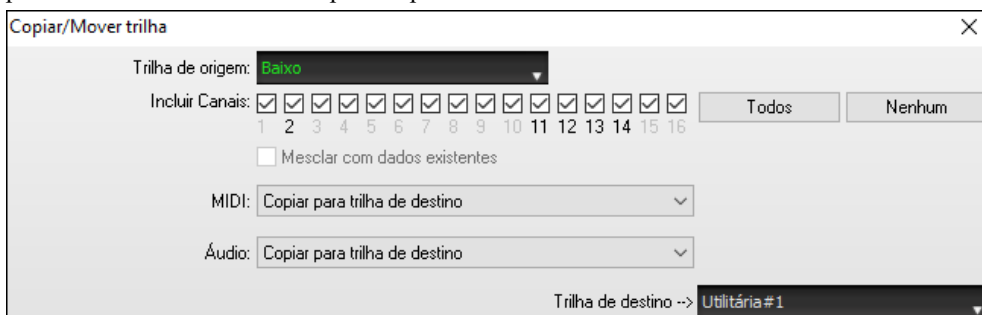 Copiar/Mover trilha
Trilha de origem: Baixo
Incluir Canais: Todos Nenhum
1 2 3 4 5 6 7 8 9 10 11 12 13 14 15 16
Mesclar com dados existentes
MIDI: Copiar para trilha de destino
Áudio: Copiar para trilha de destino
Trilha de destino --> Utilitária#1